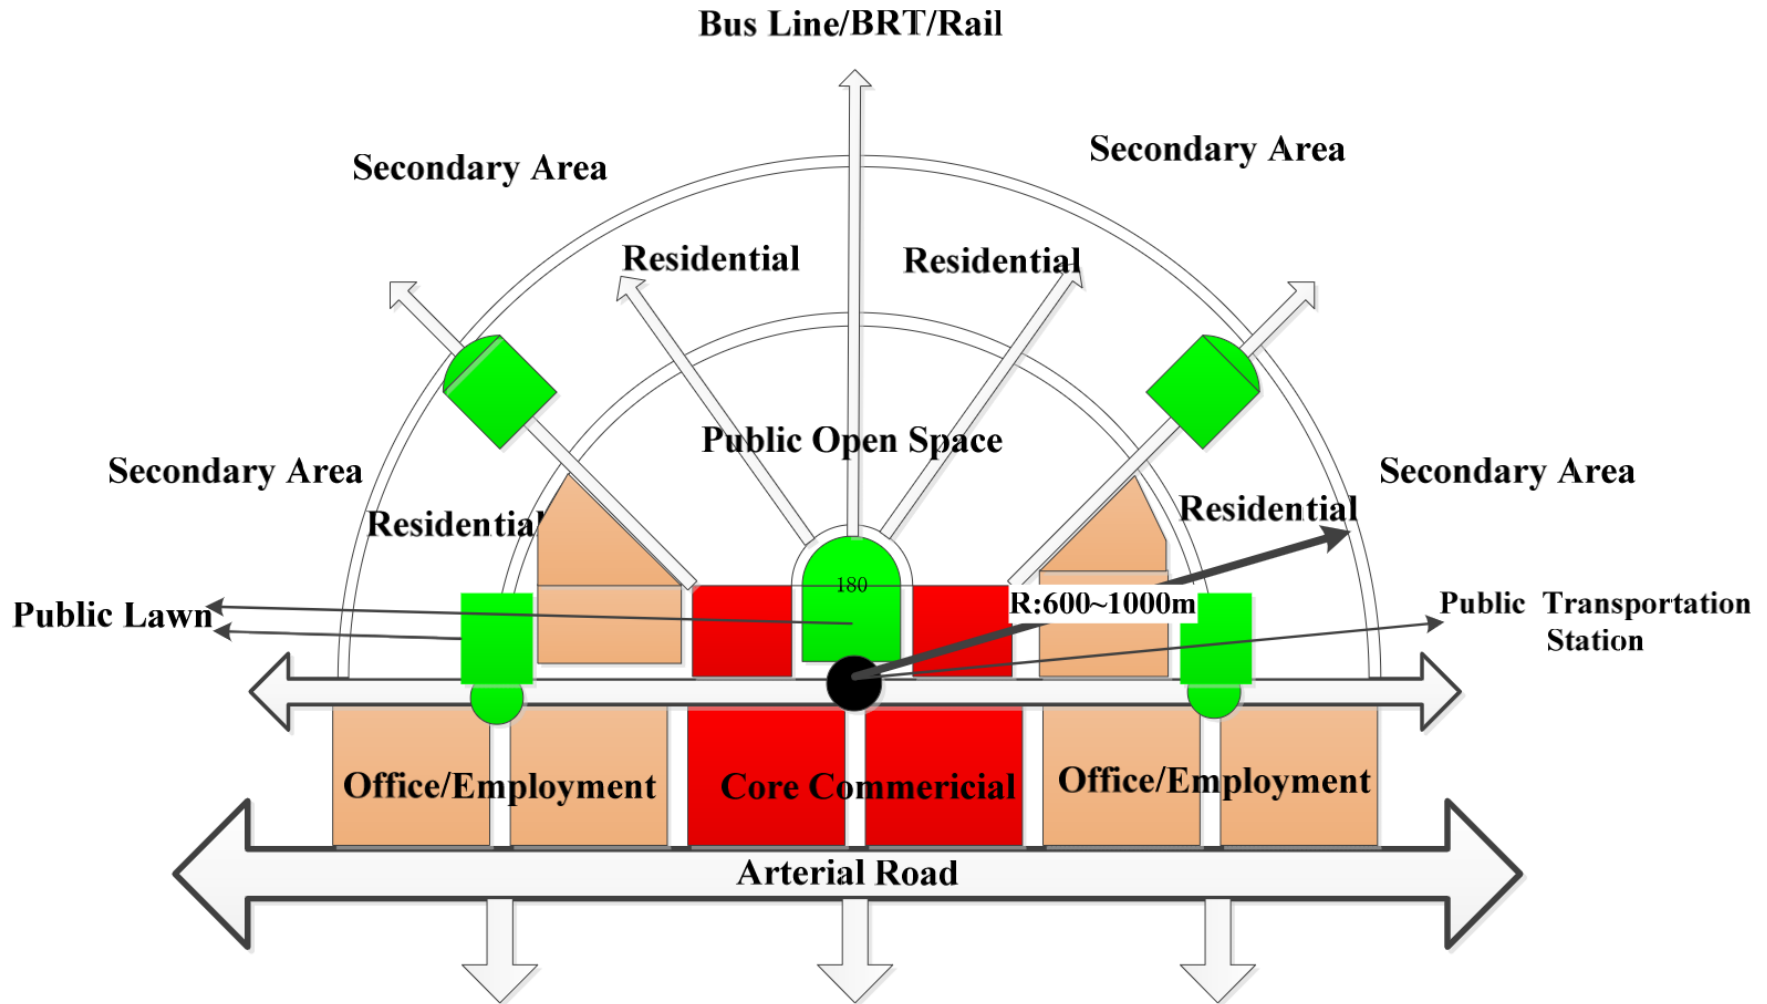 Bus Line/BRT/Rail
Secondary Area
Secondary Area
Residential
Residential
Public Open Space
Secondary Area
Secondary Area
Residential
Residential
180
R:600~1000m
Public Lawn
Public Transportation
Station
Office/Employment
Core Commericial
Office/Employment
Arterial Road